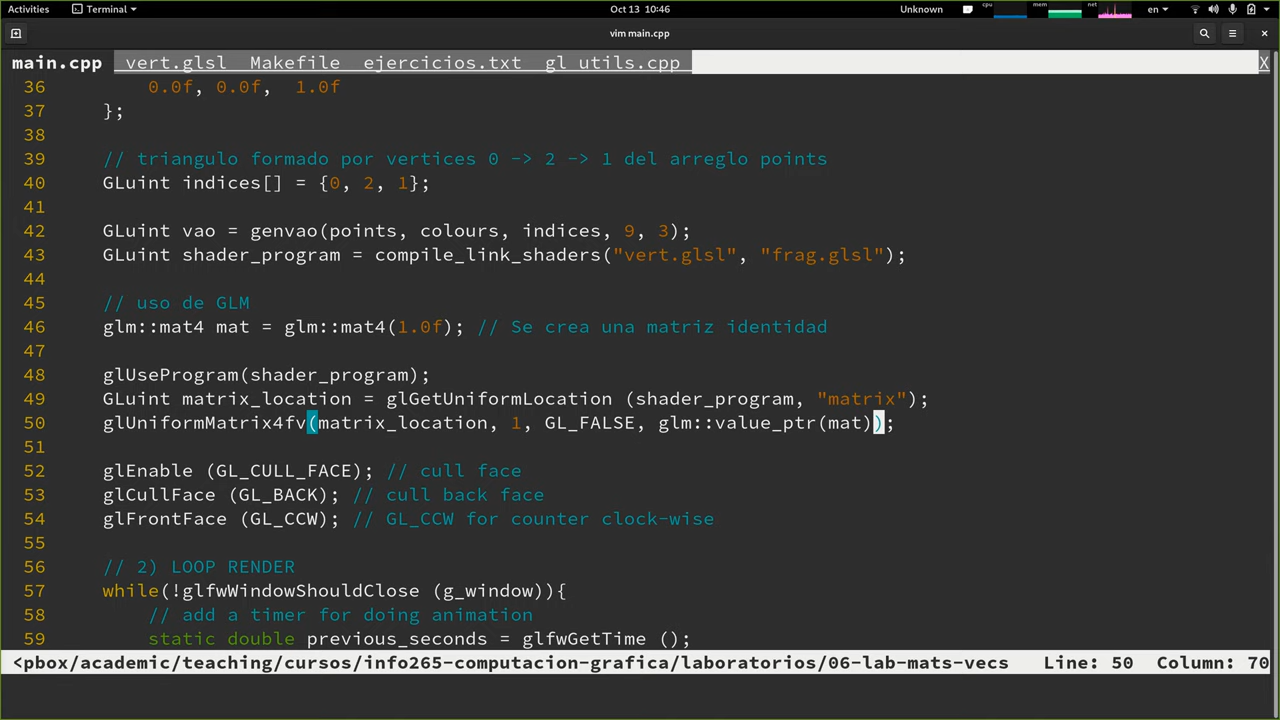 Activities Terminal Oct 13 10:46 Unknown cpu mem net en
vim main.cpp
main.cpp vert.glsl Makefile ejercicios.txt gl_utils.cpp X
36 0.0f, 0.0f, 1.0f
37 };
38
39 // triangulo formado por vertices 0 -> 2 -> 1 del arreglo points
40 GLuint indices[] = {0, 2, 1};
41
42 GLuint vao = genvao(points, colours, indices, 9, 3);
43 GLuint shader_program = compile_link_shaders("vert.glsl", "frag.glsl");
44
45 // uso de GLM
46 glm::mat4 mat = glm::mat4(1.0f); // Se crea una matriz identidad
47
48 glUseProgram(shader_program);
49 GLuint matrix_location = glGetUniformLocation (shader_program, "matrix");
50 glUniformMatrix4fv(matrix_location, 1, GL_FALSE, glm::value_ptr(mat));
51
52 glEnable (GL_CULL_FACE); // cull face
53 glCullFace (GL_BACK); // cull back face
54 glFrontFace (GL_CCW); // GL_CCW for counter clock-wise
55
56 // 2) LOOP RENDER
57 while(!glfwWindowShouldClose (g_window)){
58 // add a timer for doing animation
59 static double previous_seconds = glfwGetTime ();
<pbox/academic/teaching/cursos/info265-computacion-grafica/laboratorios/06-lab-mats-vecs Line: 50 Column: 70